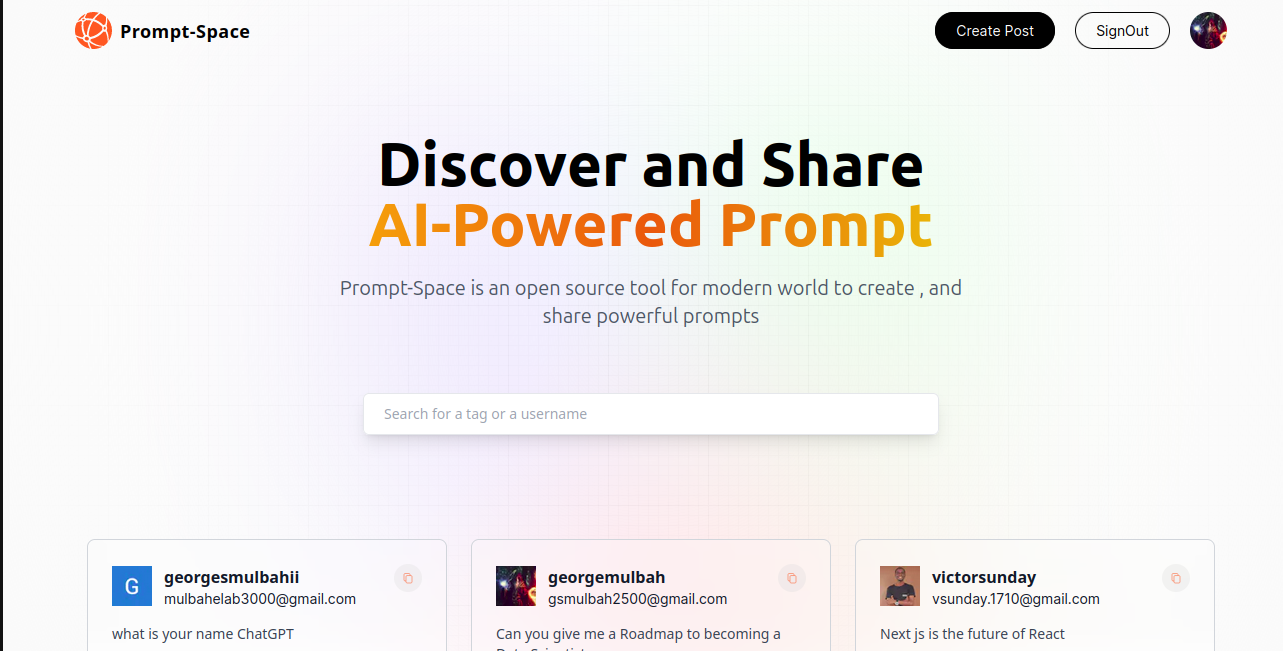 Prompt-Space
Create Post
SignOut
Discover and Share
AI-Powered Prompt
Prompt-Space is an open source tool for modern world to create , and
share powerful prompts
Search for a tag or a username
G
georgesmulbahii
mulbahelab3000@gmail.com
what is your name ChatGPT
georgemulbah
gsmulbah2500@gmail.com
Can you give me a Roadmap to becoming a
victorsunday
vsunday.1710@gmail.com
Next js is the future of React